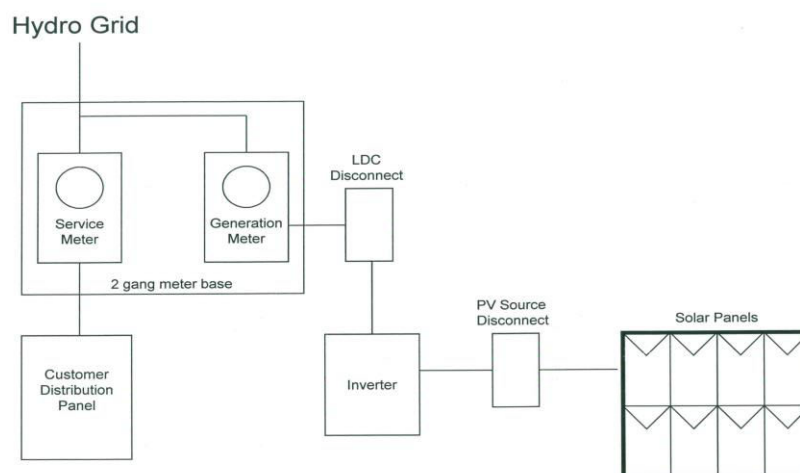 Hydro Grid
LDC
Disconnect
Service
Meter
Generation
Meter
2 gang meter base
PV Source
Disconnect
Solar Panels
Customer
Distribution
Panel
Inverter